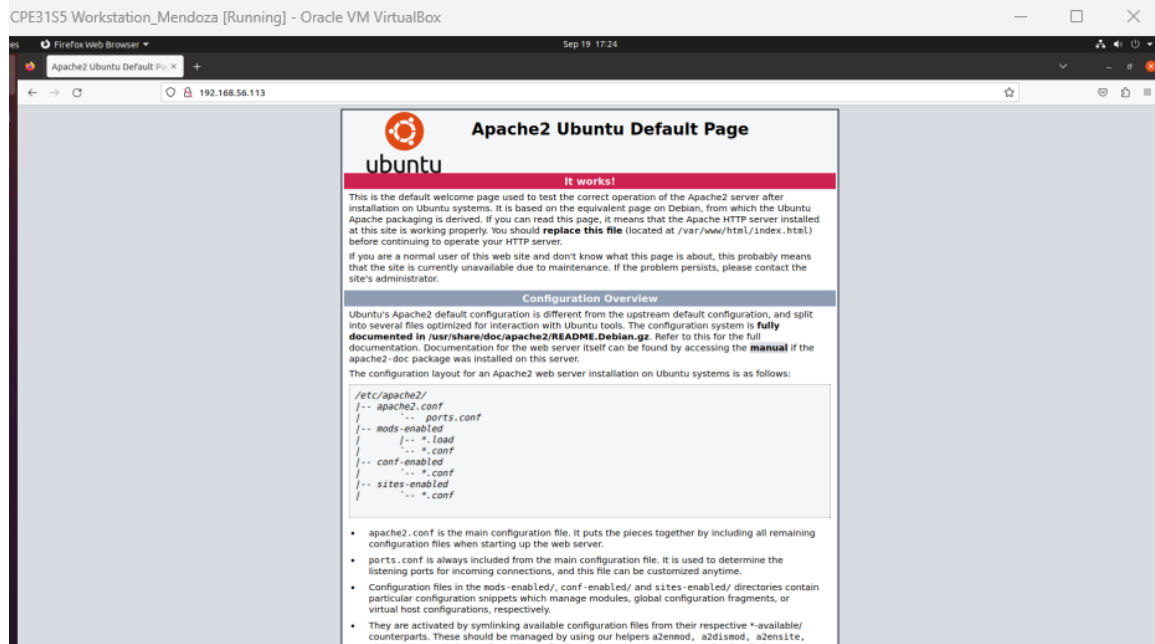 CPE31S5 Workstation_Mendoza [Running] - Oracle VM VirtualBox
es Firefox Web Browser Sep 19 17:24
Apache2 Ubuntu Default Pa
192.168.56.113
Apache2 Ubuntu Default Page
ubuntu
It works!
This is the default welcome page used to test the correct operation of the Apache2 server after
installation on Ubuntu systems. It is based on the equivalent page on Debian, from which the Ubuntu
Apache packaging is derived. If you can read this page, it means that the Apache HTTP server installed
at this site is working properly. You should replace this file (located at /var/www/html/index.html)
before continuing to operate your HTTP server.
If you are a normal user of this web site and don't know what this page is about, this probably means
that the site is currently unavailable due to maintenance. If the problem persists, please contact the
site's administrator.
Configuration Overview
Ubuntu's Apache2 default configuration is different from the upstream default configuration, and split
into several files optimized for interaction with Ubuntu tools. The configuration system is fully
documented in /usr/share/doc/apache2/README.Debian.gz. Refer to this for the full
documentation. Documentation for the web server itself can be found by accessing the manual if the
apache2-doc package was installed on this server.
The configuration layout for an Apache2 web server installation on Ubuntu systems is as follows:
/etc/apache2/
|-- apache2.conf
|       `--  ports.conf
|-- mods-enabled
|       |-- *.load
|       `-- *.conf
|-- conf-enabled
|       `-- *.conf
|-- sites-enabled
|       `-- *.conf
• apache2.conf is the main configuration file. It puts the pieces together by including all remaining
configuration files when starting up the web server.
• ports.conf is always included from the main configuration file. It is used to determine the
listening ports for incoming connections, and this file can be customized anytime.
• Configuration files in the mods-enabled/, conf-enabled/ and sites-enabled/ directories contain
particular configuration snippets which manage modules, global configuration fragments, or
virtual host configurations, respectively.
• They are activated by symlinking available configuration files from their respective *-available/
counterparts. These should be managed by using our helpers a2enmod, a2dismod, a2ensite,